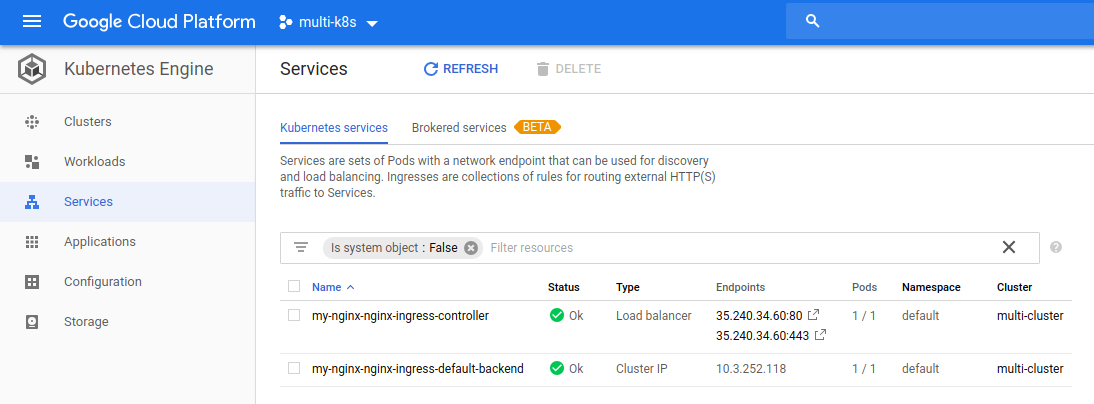 Google Cloud Platform multi-k8s
Kubernetes Engine
Clusters
Workloads
Services
Applications
Configuration
Storage
Services REFRESH DELETE
Kubernetes services Brokered services BETA
Services are sets of Pods with a network endpoint that can be used for discovery
and load balancing. Ingresses are collections of rules for routing external HTTP(S)
traffic to Services.
Is system object : False Filter resources
Name Status Type Endpoints Pods Namespace Cluster
my-nginx-nginx-ingress-controller Ok Load balancer 35.240.34.60:80 1 / 1 default multi-cluster
35.240.34.60:443
my-nginx-nginx-ingress-default-backend Ok Cluster IP 10.3.252.118 1 / 1 default multi-cluster